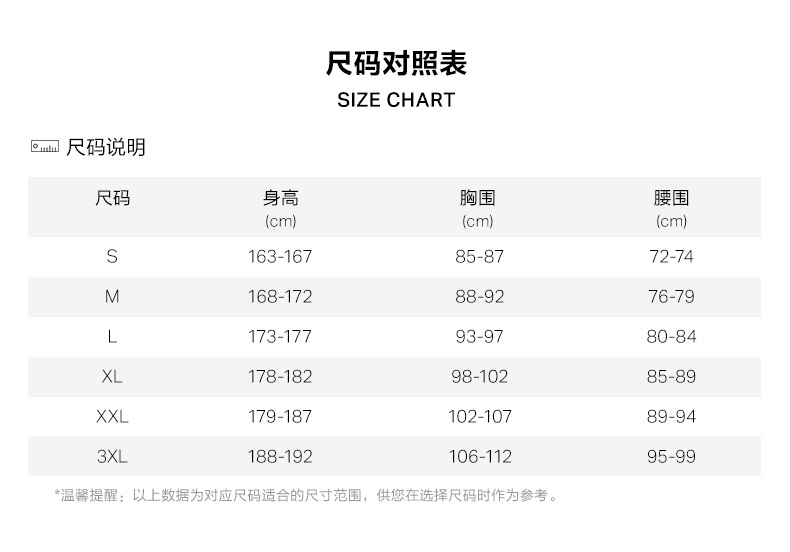 尺码对照表
SIZE CHART
尺码说明
尺码 身高 胸围 腰围
(cm) (cm) (cm)
S 163-167 85-87 72-74
M 168-172 88-92 76-79
L 173-177 93-97 80-84
XL 178-182 98-102 85-89
XXL 179-187 102-107 89-94
3XL 188-192 106-112 95-99
*温馨提醒：以上数据为对应尺码适合的尺寸范围，供您在选择尺码时作为参考。